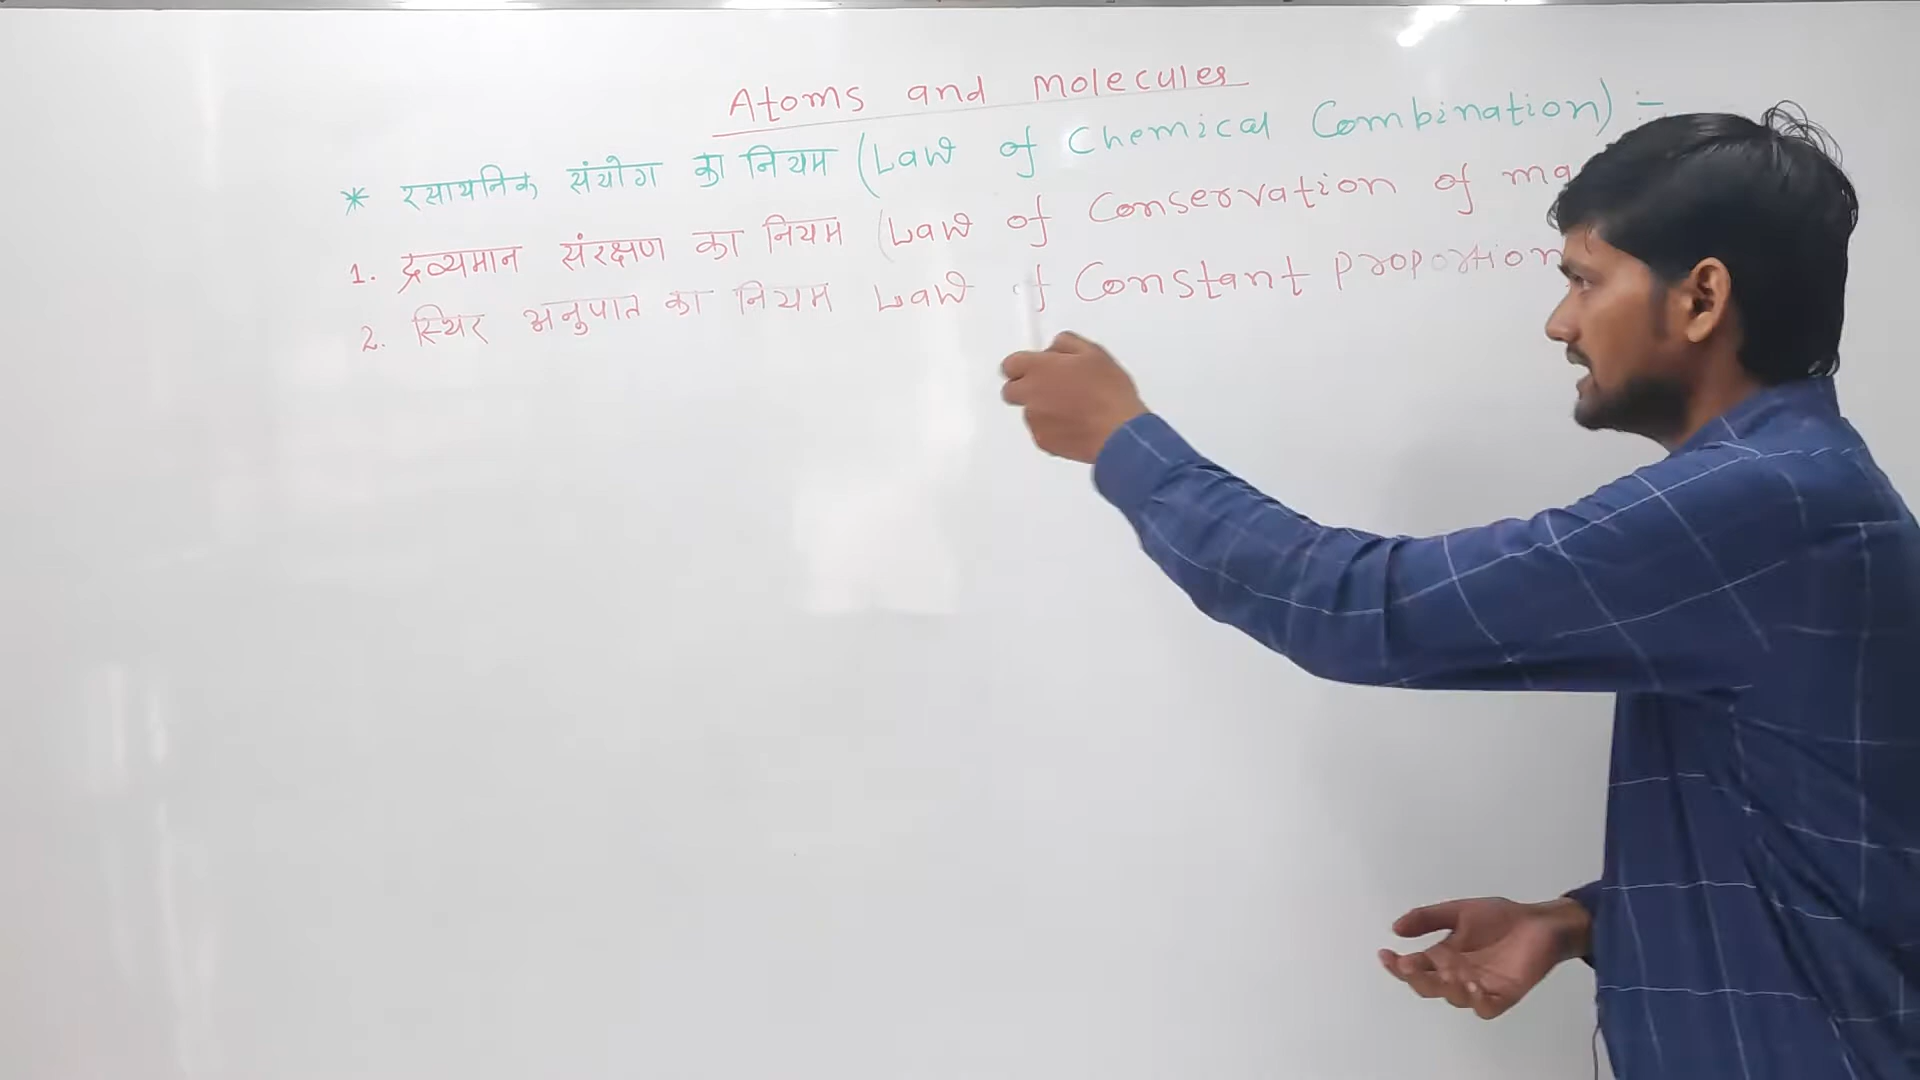 Atoms and molecules
* रसायनिक संयोग का नियम (Law of Chemical Combination) :-
1. द्रव्यमान संरक्षण का नियम (Law of Conservation of
2. स्थिर अनुपात का नियम Law of Constant proportion